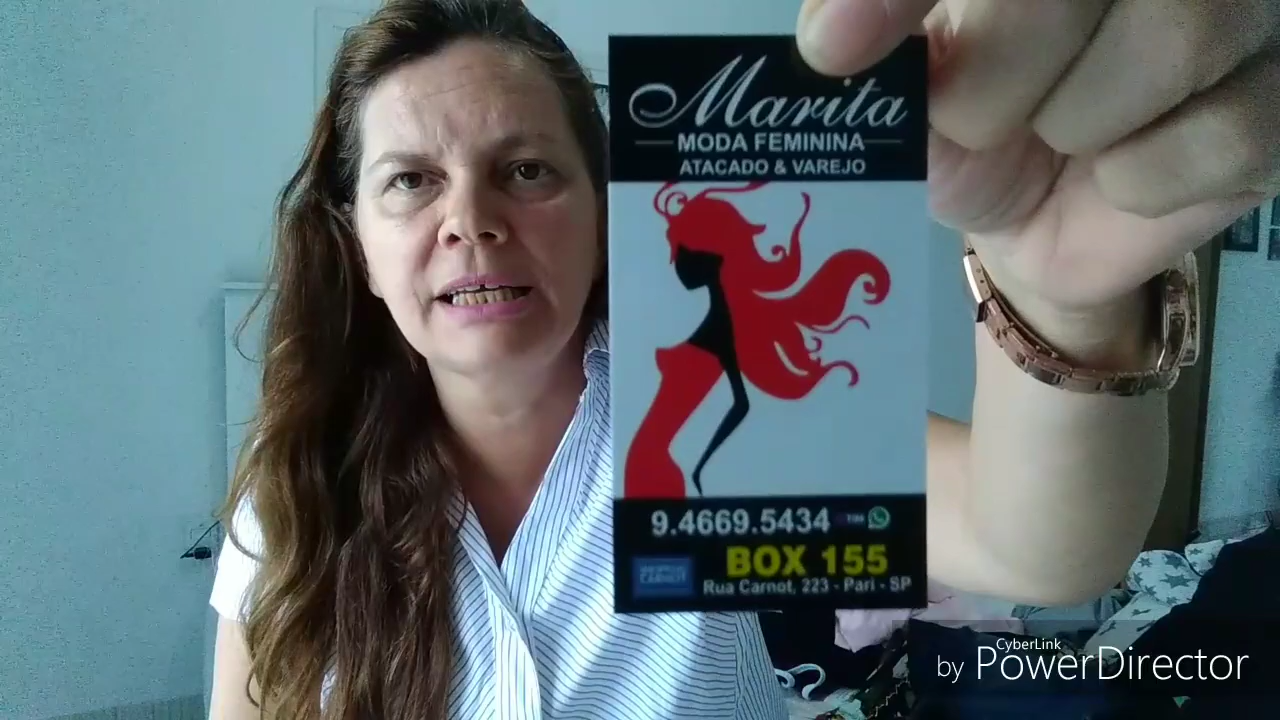 Marita
MODA FEMININA
ATACADO & VAREJO
9.4669.5434
BOX 155
Rua Carnot, 223 - Pari - SP
CyberLink
by PowerDirector